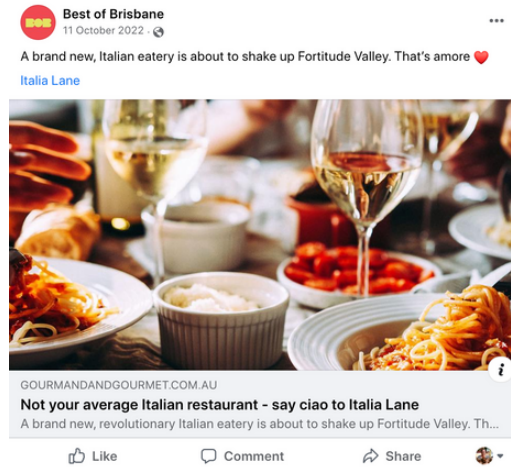 BOB
Best of Brisbane
11 October 2022 ·
A brand new, Italian eatery is about to shake up Fortitude Valley. That's amore ❤️
Italia Lane
i
GOURMANDANDGOURMET.COM.AU
Not your average Italian restaurant - say ciao to Italia Lane
A brand new, revolutionary Italian eatery is about to shake up Fortitude Valley. Th...
Like Comment Share